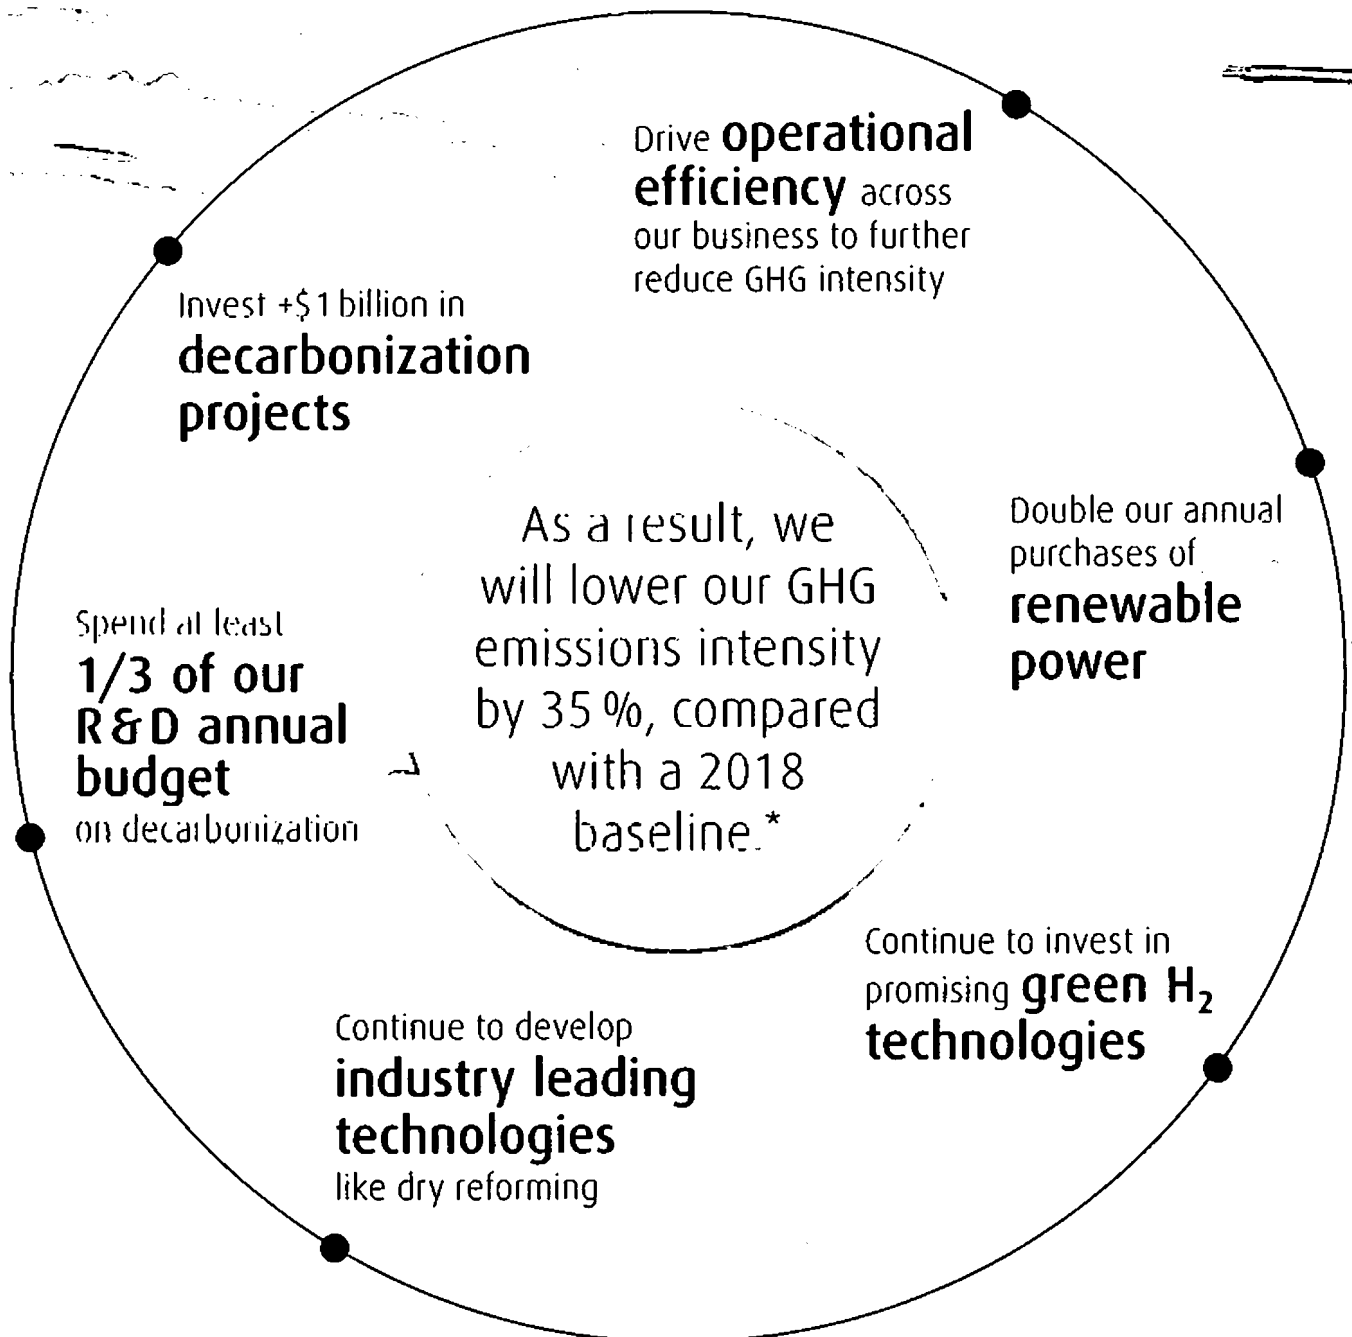 Drive operational
efficiency across
our business to further
reduce GHG intensity
Invest +$1 billion in
decarbonization
projects
As a result, we
will lower our GHG
emissions intensity
by 35 %, compared
with a 2018
baseline.*
Double our annual
purchases of
renewable
power
Spend at least
1/3 of our
R & D annual
budget
on decarbonization
Continue to invest in
promising green H₂
technologies
Continue to develop
industry leading
technologies
like dry reforming